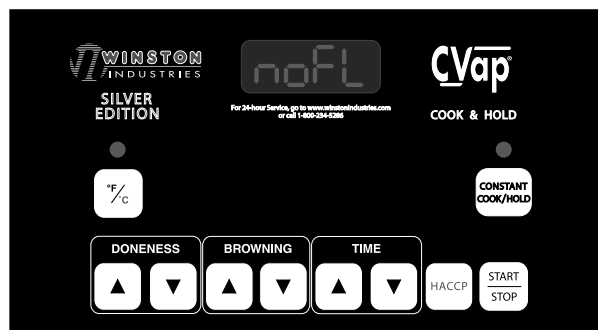 WINSTON
INDUSTRIES
SILVER
EDITION
noFL
For 24-hour Service, go to www.winstonindustries.com
or call 1-800-234-5286
CVap®
COOK & HOLD
°F/°C
CONSTANT
COOK/HOLD
DONENESS
BROWNING
TIME
HACCP
START
STOP